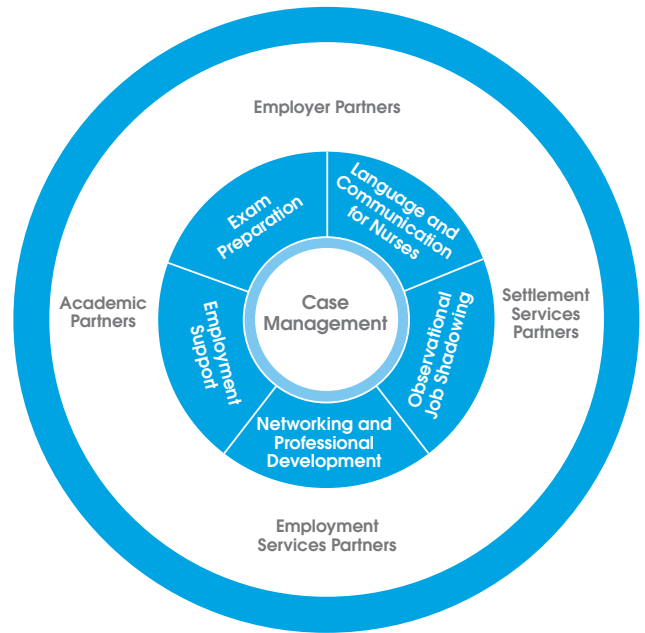 Employer Partners
Language and
Communication
for Nurses
Exam
Preparation
Case
Management
Academic
Partners
Settlement
Services
Partners
Employment
Support
Observational
Job Shadowing
Networking and
Professional
Development
Employment
Services Partners